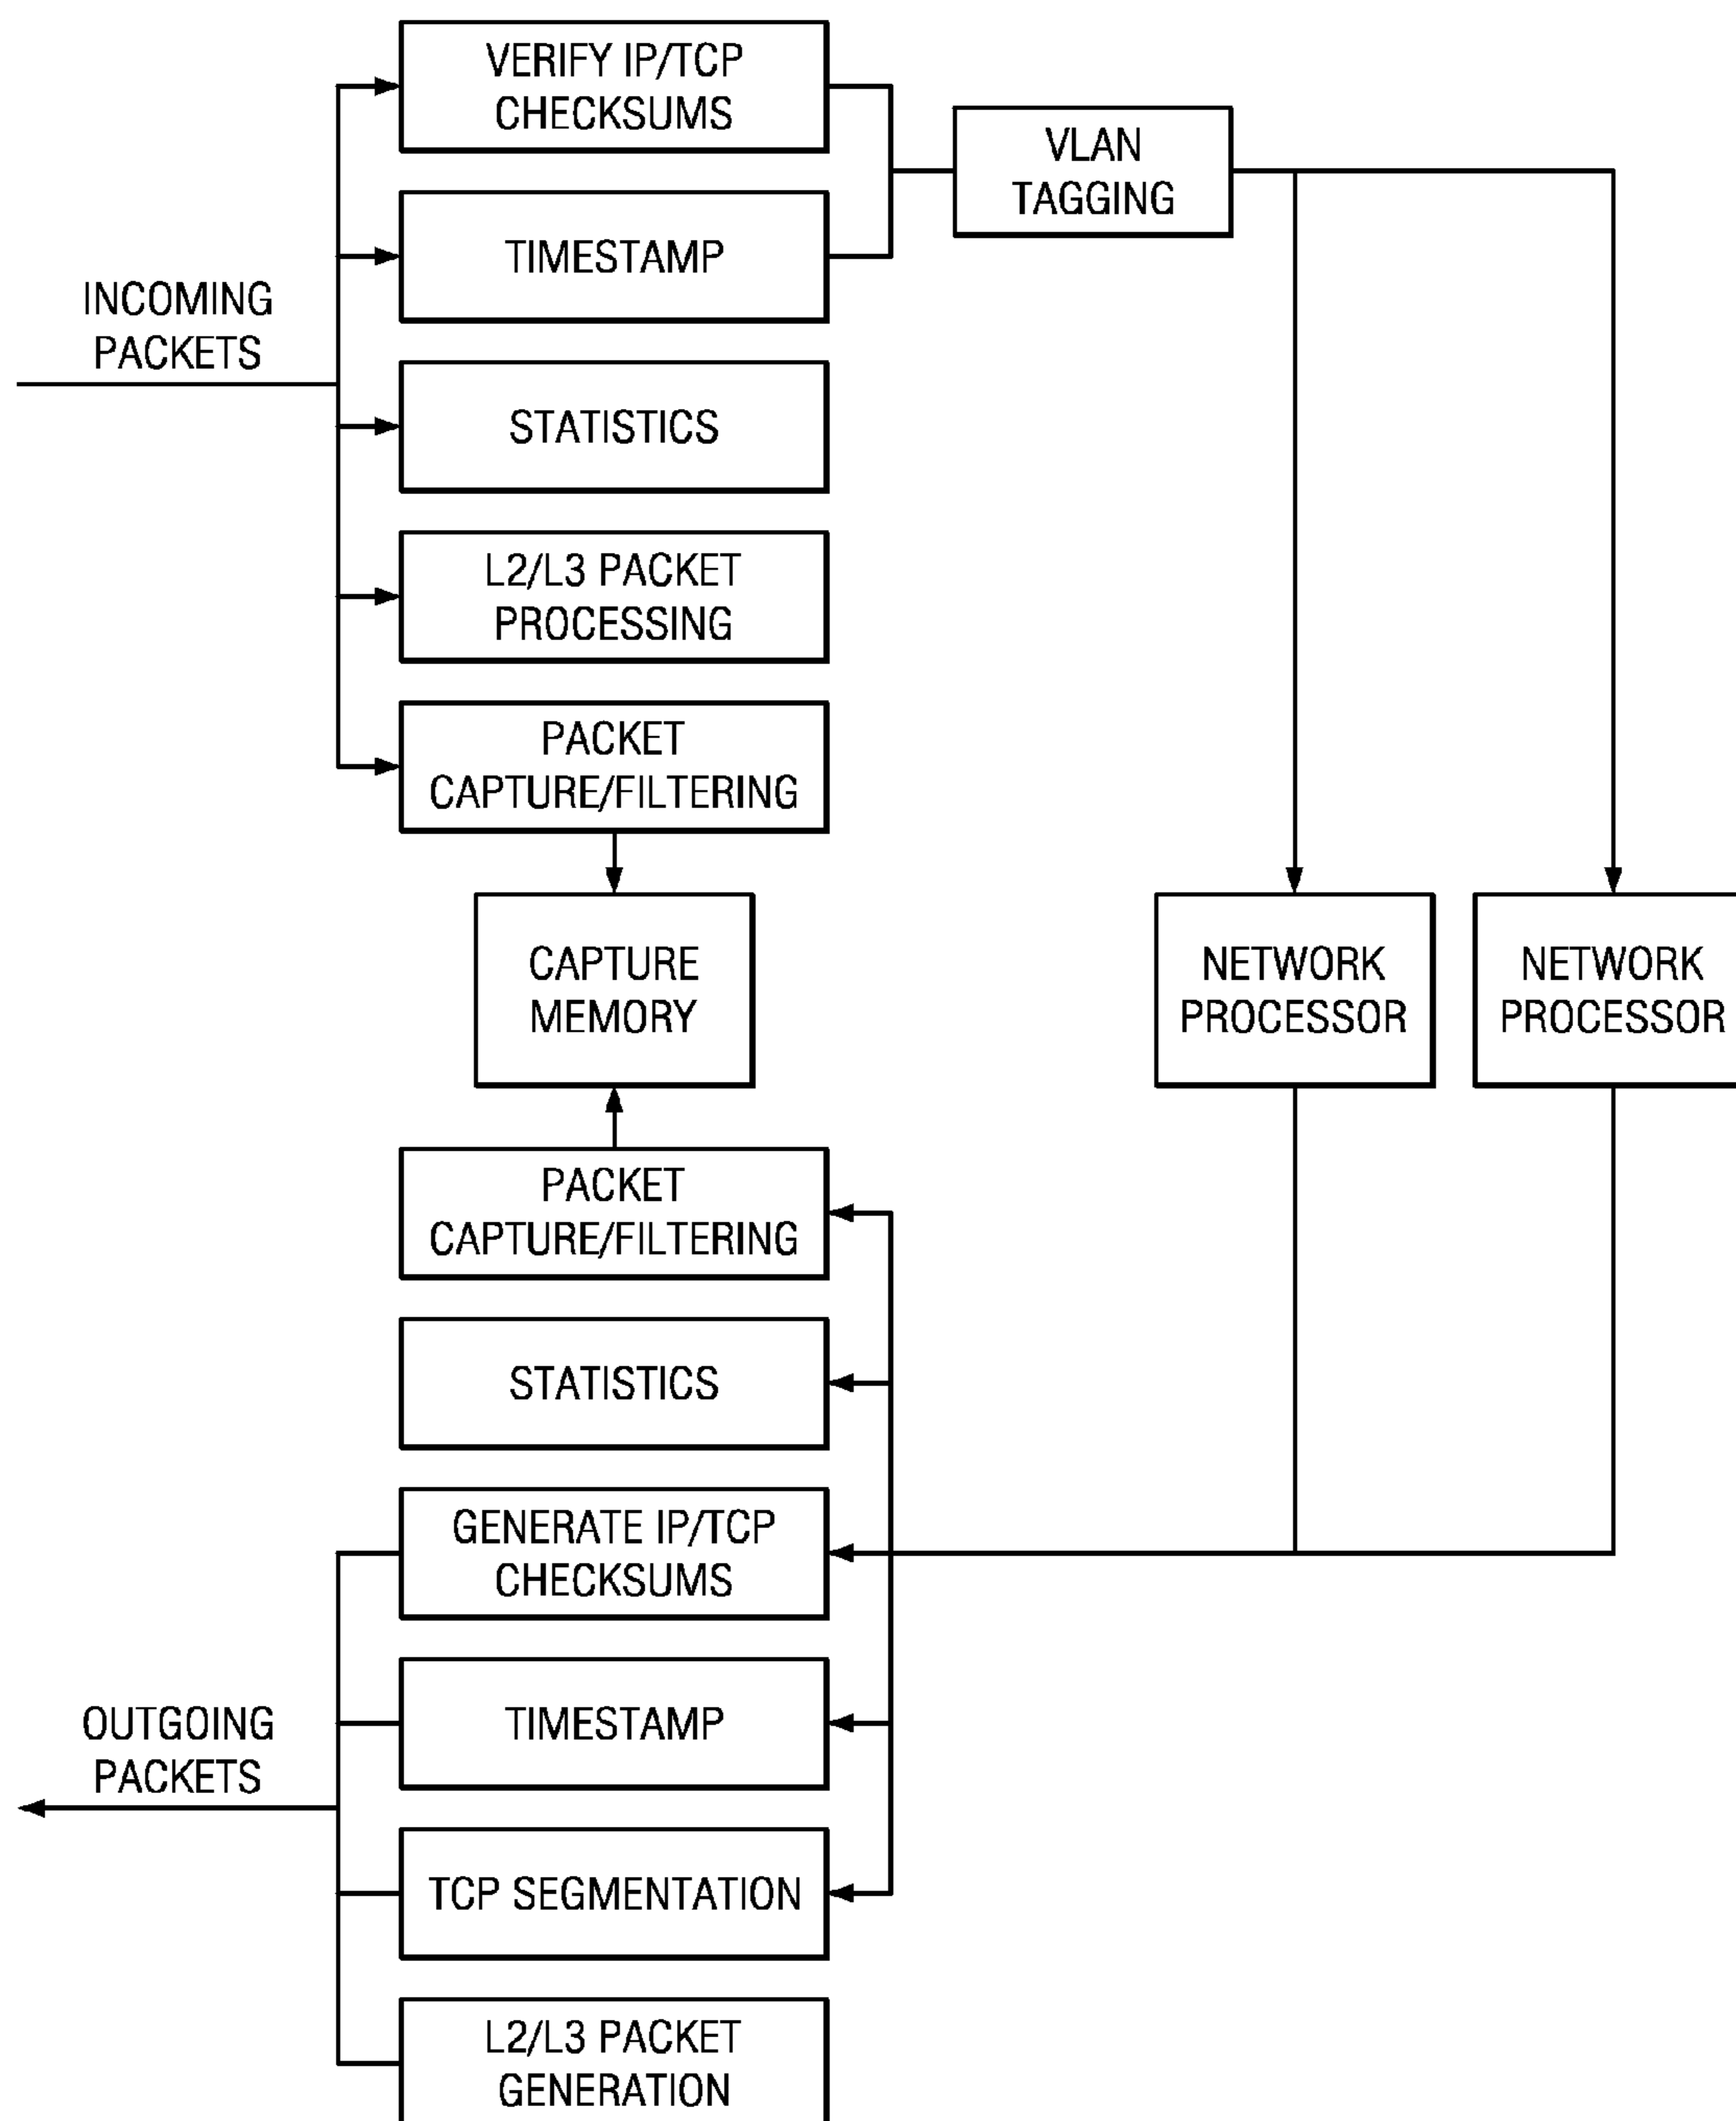 VERIFY IP/TCP
CHECKSUMS
VLAN
TAGGING
TIMESTAMP
INCOMING
PACKETS
STATISTICS
L2/L3 PACKET
PROCESSING
PACKET
CAPTURE/FILTERING
CAPTURE
MEMORY
NETWORK
PROCESSOR
NETWORK
PROCESSOR
PACKET
CAPTURE/FILTERING
STATISTICS
GENERATE IP/TCP
CHECKSUMS
TIMESTAMP
OUTGOING
PACKETS
TCP SEGMENTATION
L2/L3 PACKET
GENERATION